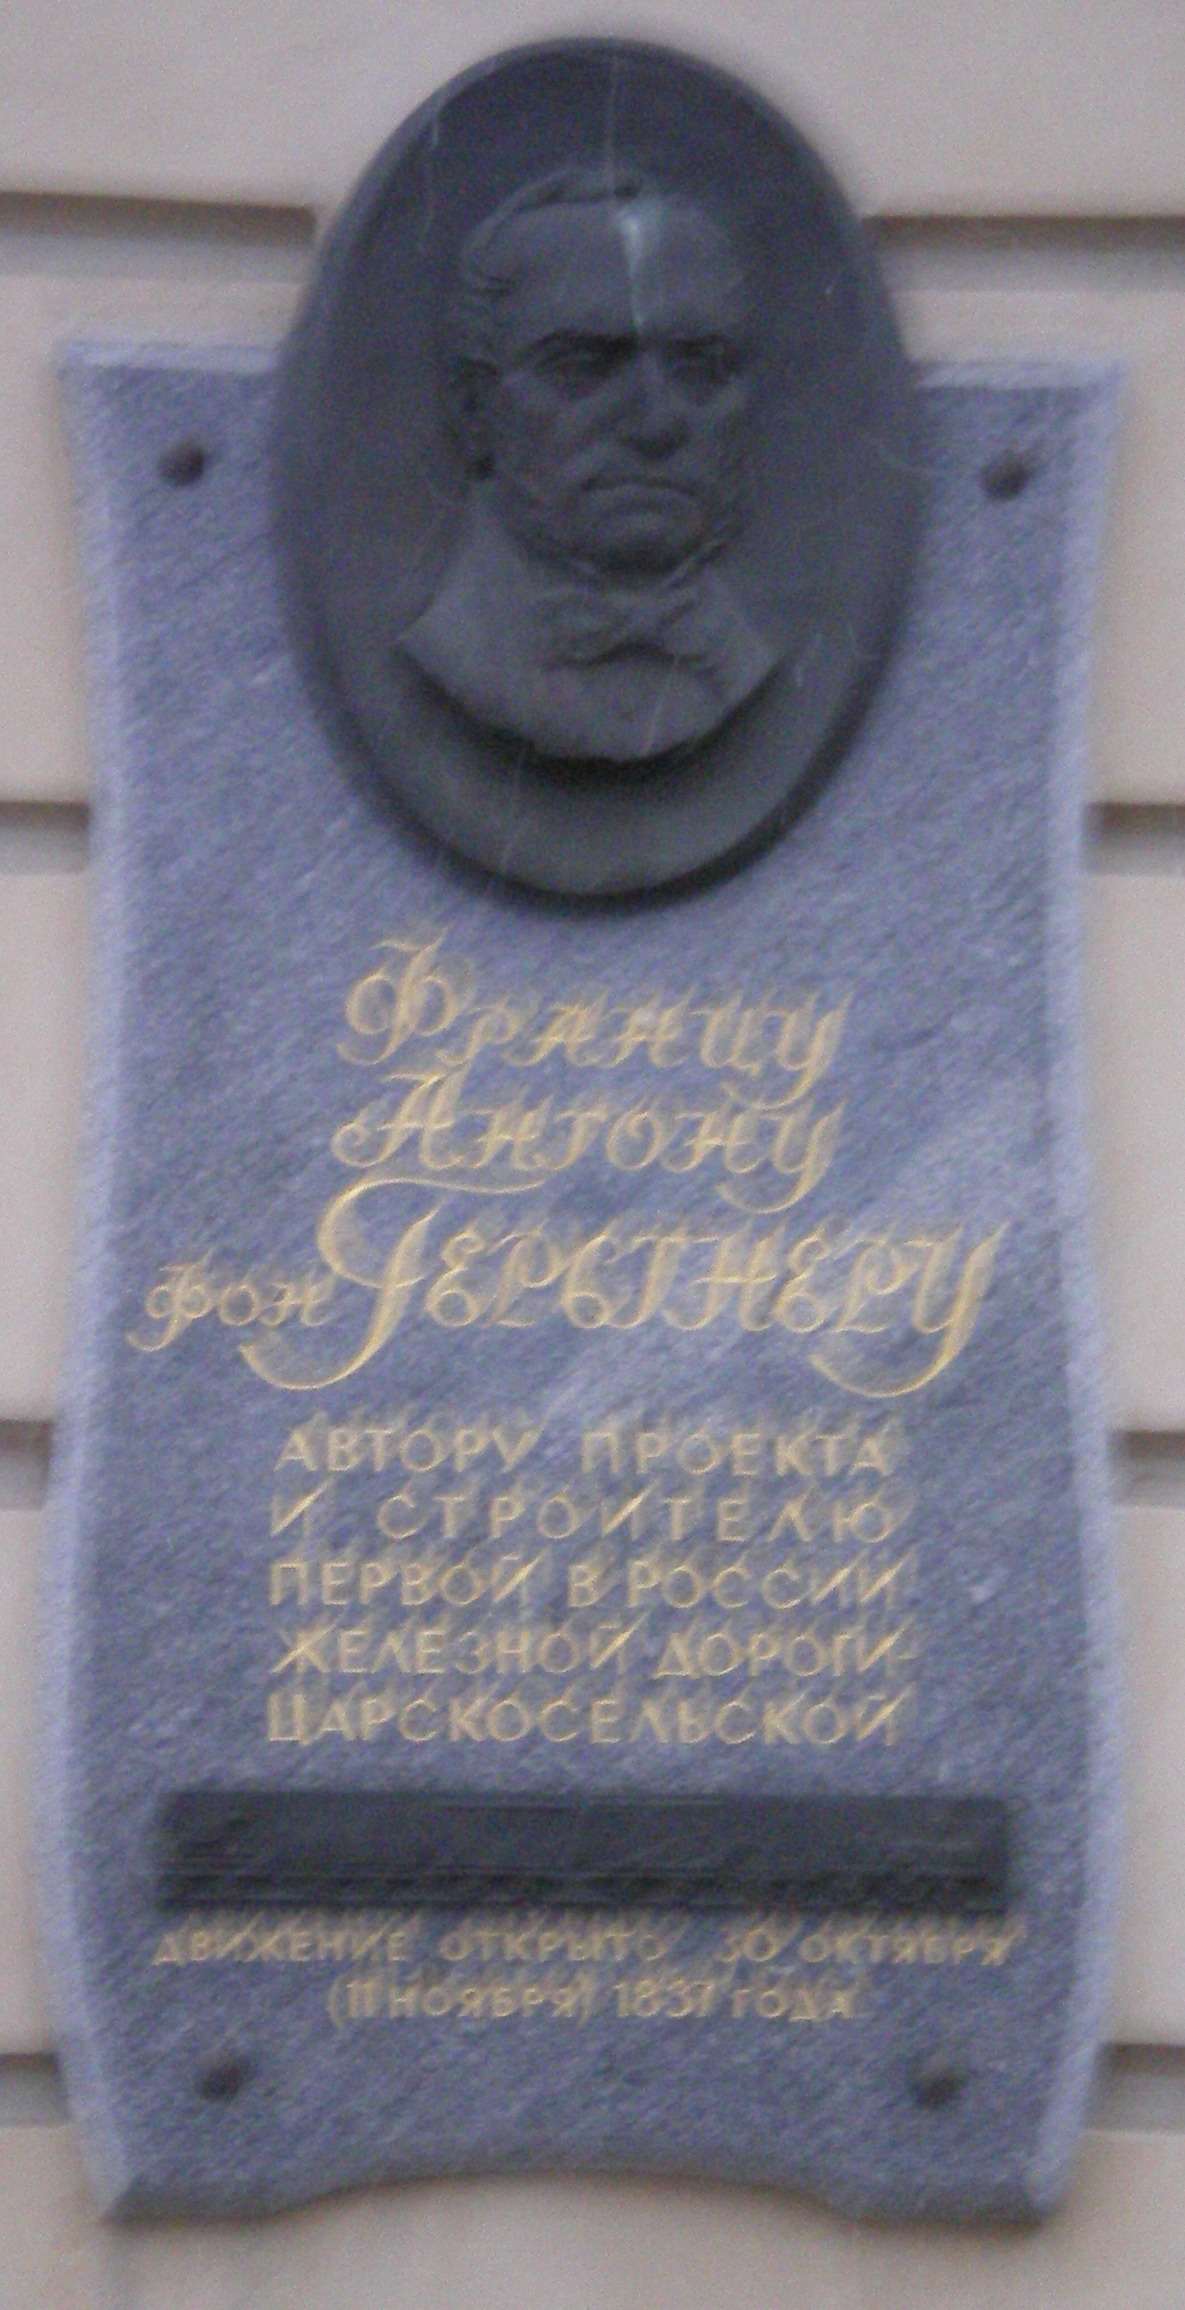 Францу
Антону
фон Герстнеру
АВТОРУ ПРОЕКТА
И СТРОИТЕЛЮ
ПЕРВОЙ В РОССИИ
ЖЕЛЕЗНОЙ ДОРОГИ-
ЦАРСКОСЕЛЬСКОЙ
ДВИЖЕНИЕ ОТКРЫТО 30 ОКТЯБРЯ
(11 НОЯБРЯ) 1837 ГОДА